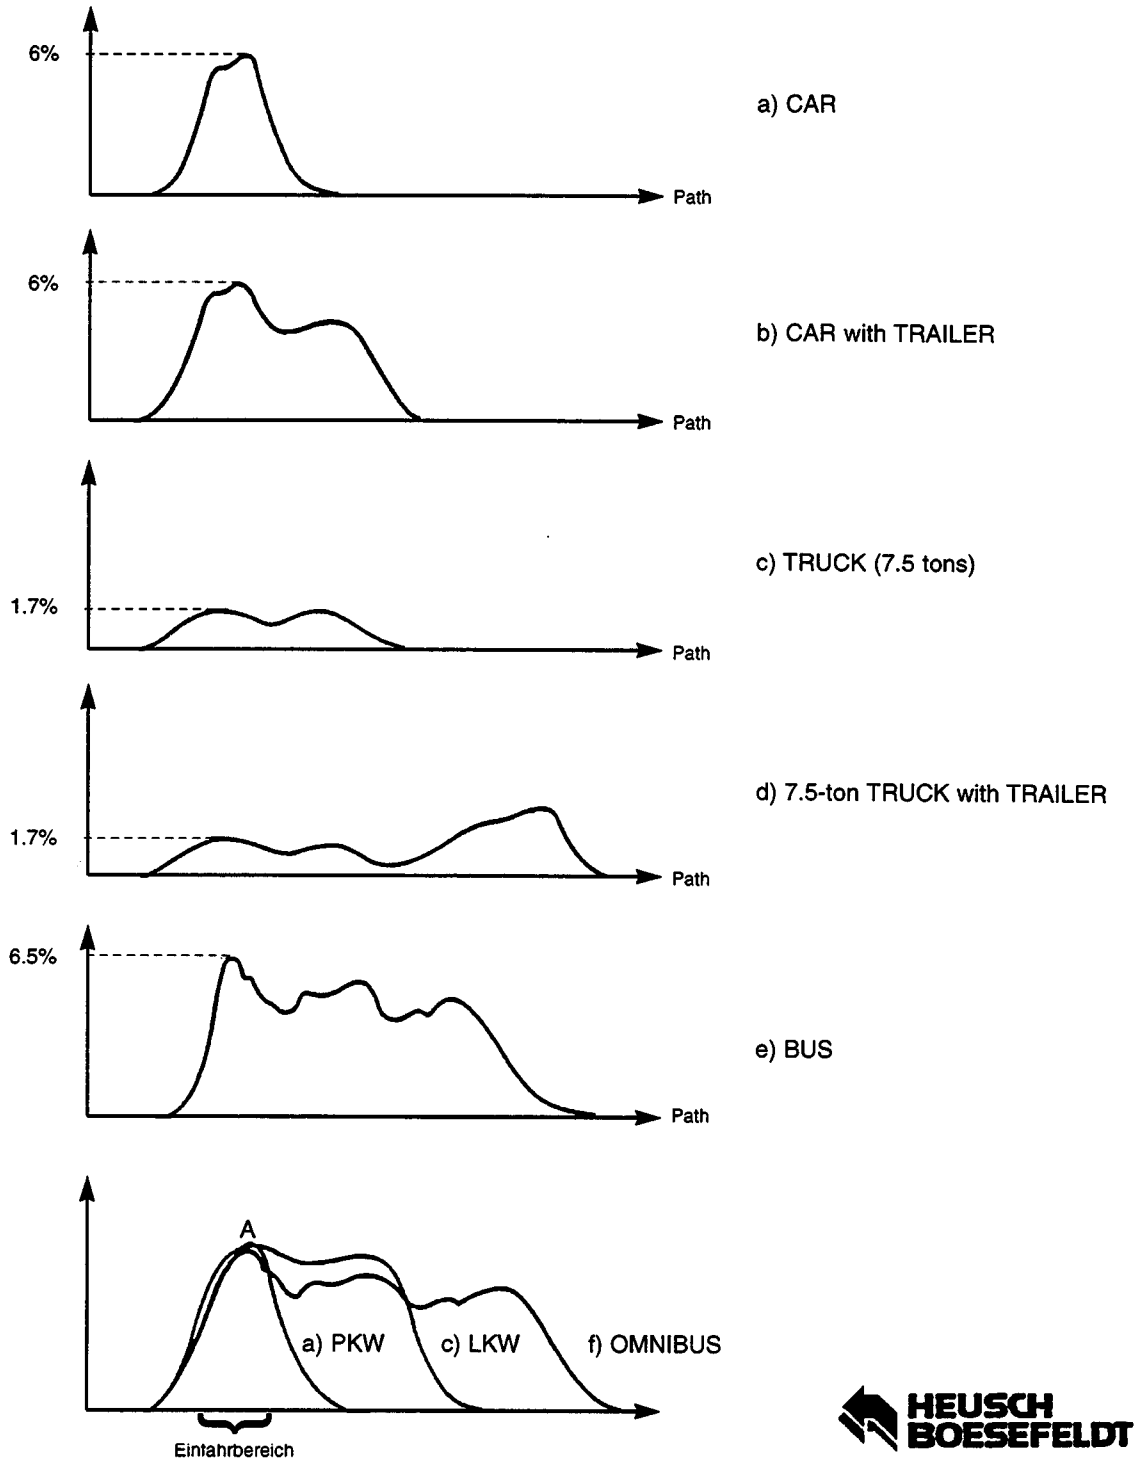 6%
a) CAR
Path
6%
b) CAR with TRAILER
Path
c) TRUCK (7.5 tons)
1.7%
Path
d) 7.5-ton TRUCK with TRAILER
1.7%
Path
6.5%
e) BUS
Path
A
a) PKW c) LKW f) OMNIBUS
Einfahrbereich
HEUSCH
BOESEFELDT